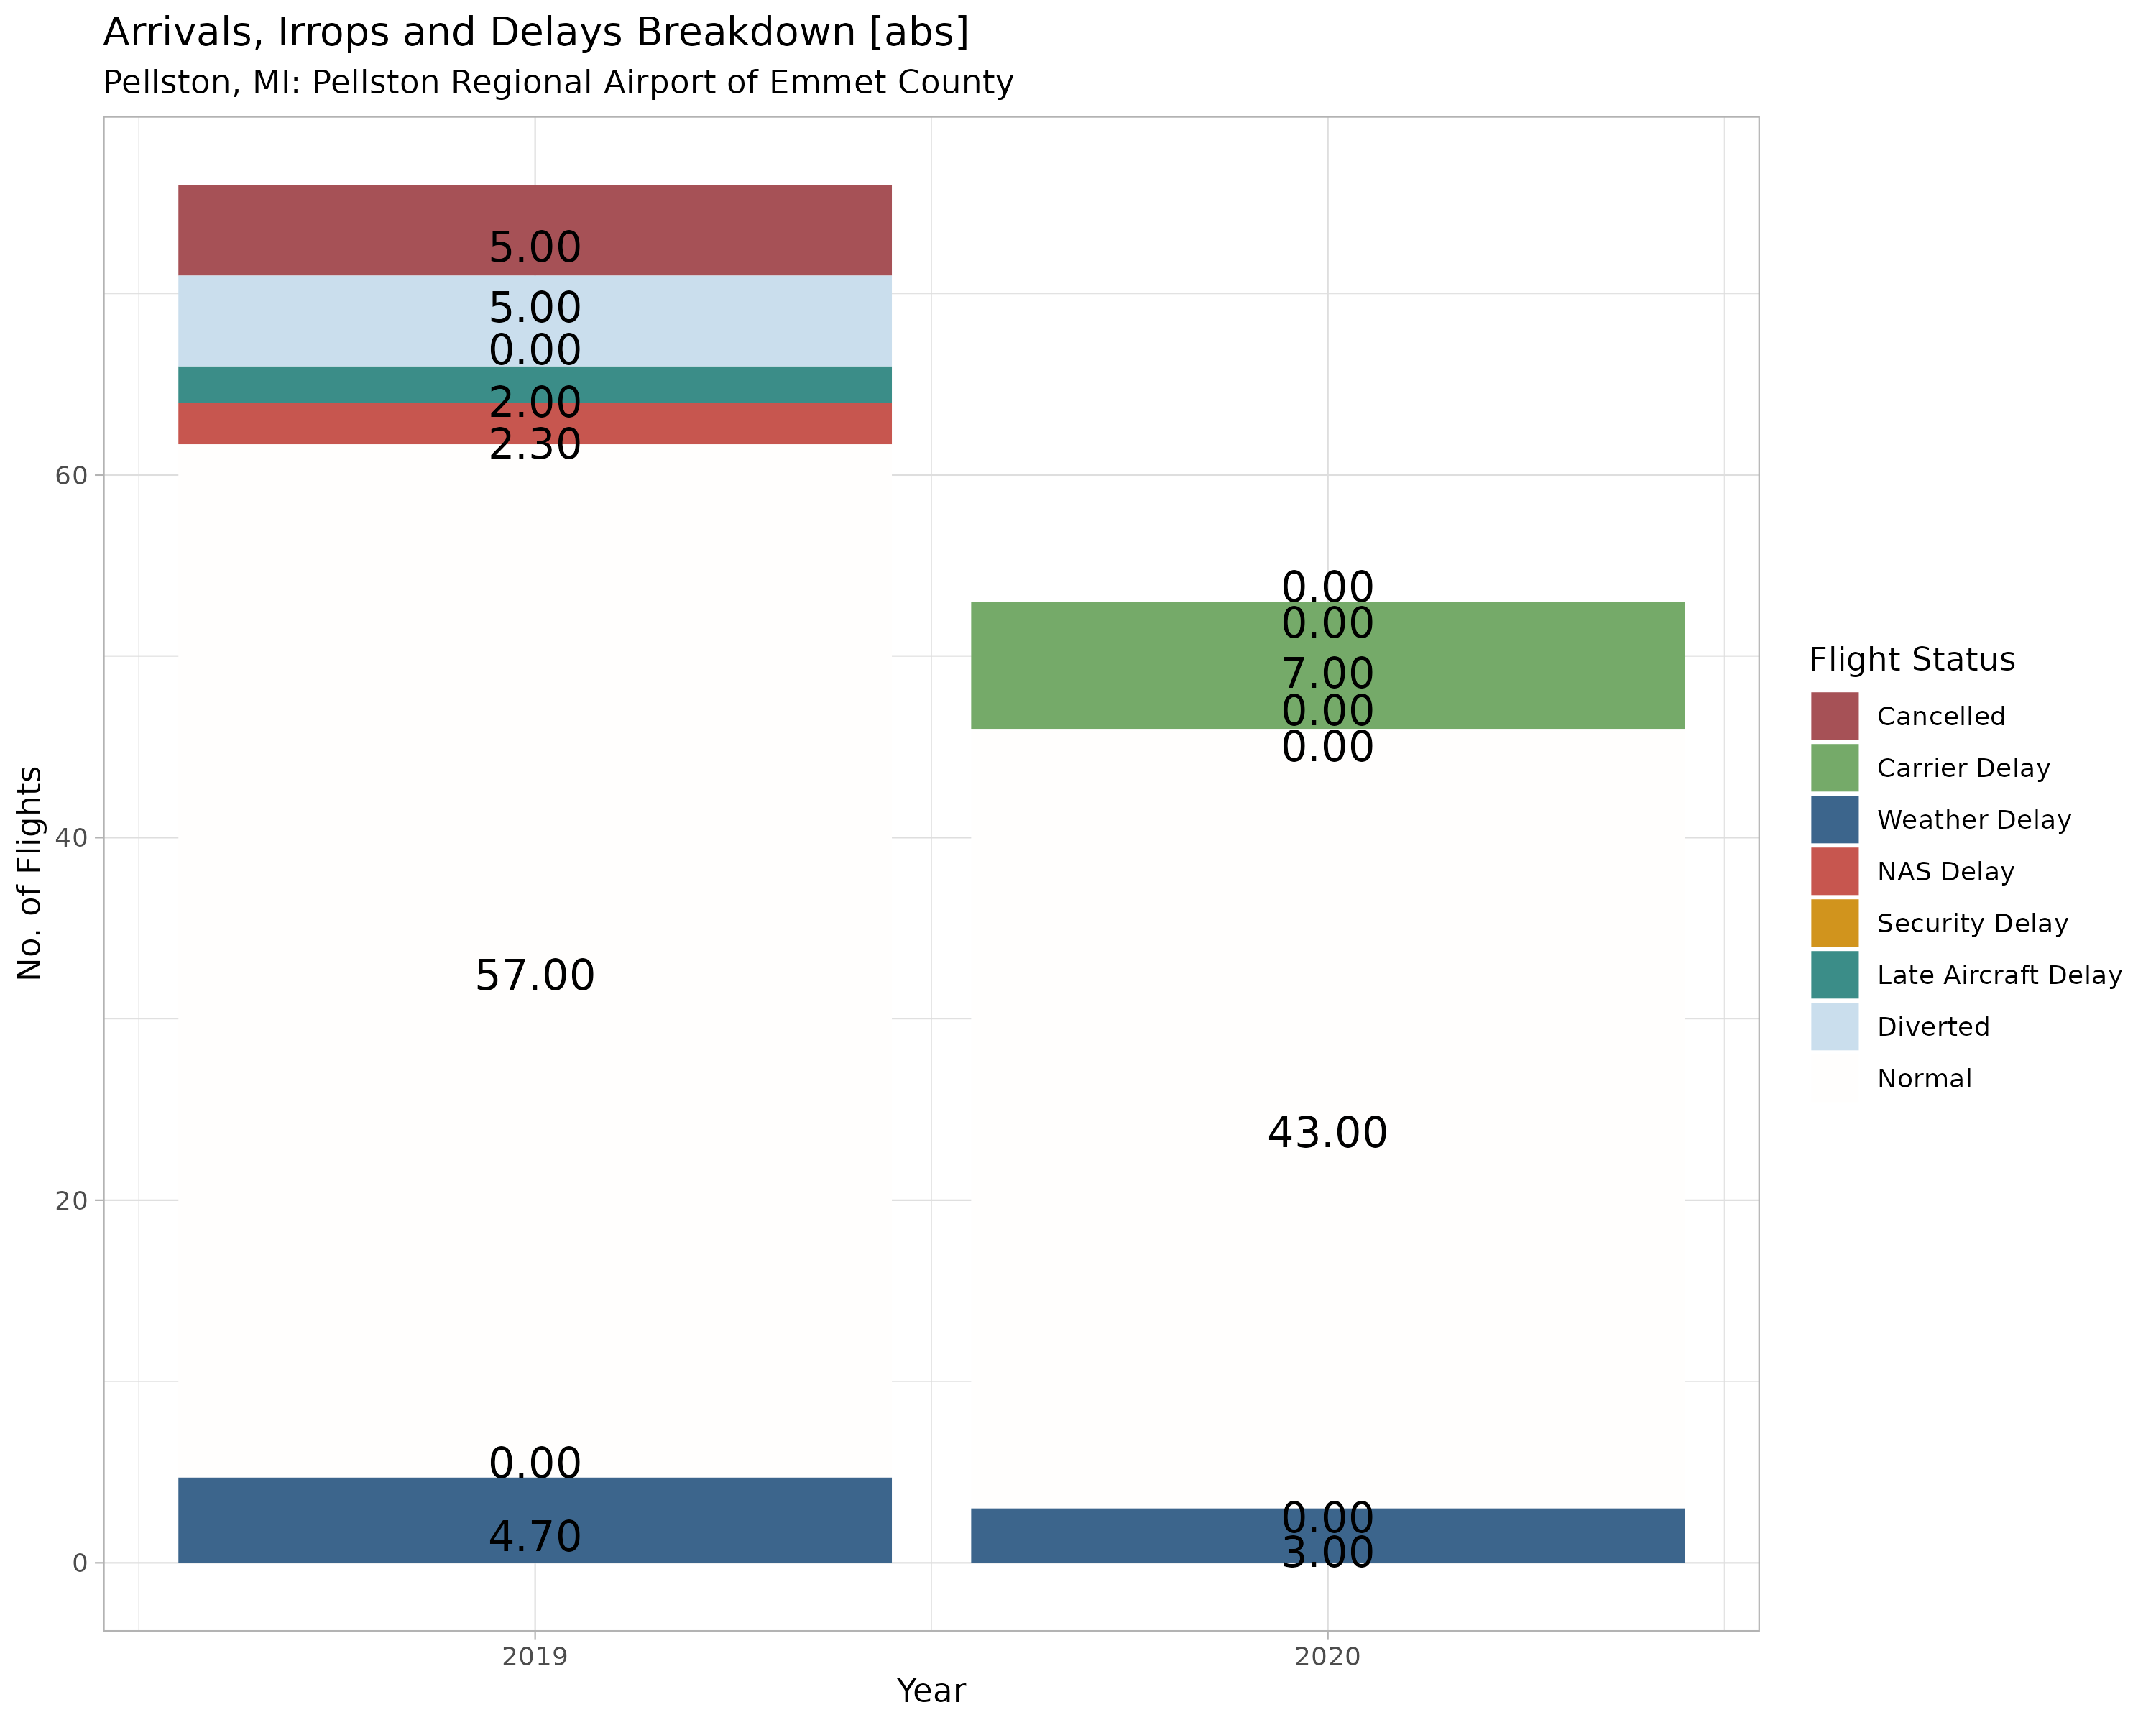 Arrivals, Irrops and Delays Breakdown [abs]
Pellston, MI: Pellston Regional Airport of Emmet County
No. of Flights
60
40
20
0
5.00
5.00
0.00
2.00
2.30
57.00
0.00
4.70
0.00
0.00
7.00
0.00
0.00
43.00
0.00
3.00
2019
2020
Year
Flight Status
Cancelled
Carrier Delay
Weather Delay
NAS Delay
Security Delay
Late Aircraft Delay
Diverted
Normal